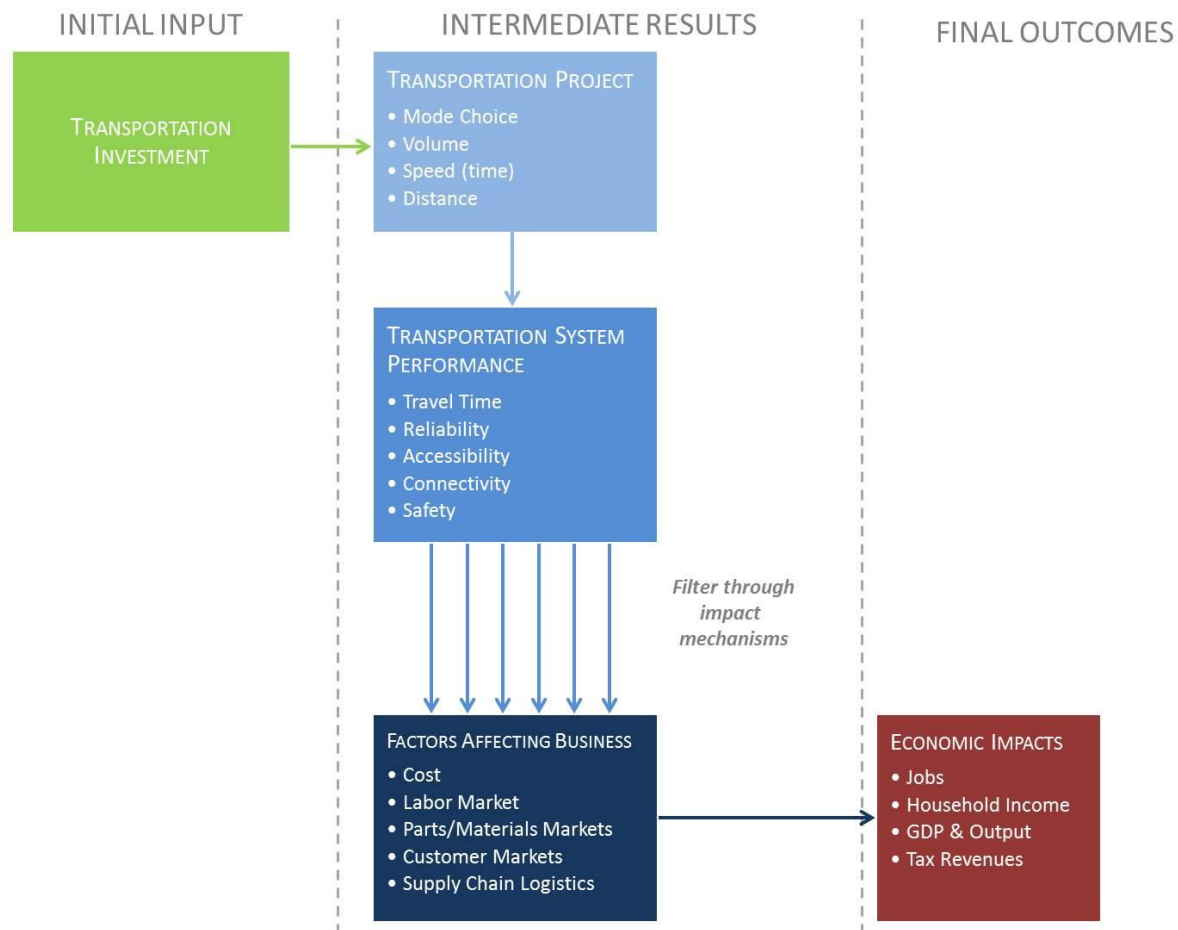 INITIAL INPUT
INTERMEDIATE RESULTS
FINAL OUTCOMES
TRANSPORTATION
INVESTMENT
TRANSPORTATION PROJECT
• Mode Choice
• Volume
• Speed (time)
• Distance
TRANSPORTATION SYSTEM
PERFORMANCE
• Travel Time
• Reliability
• Accessibility
• Connectivity
• Safety
Filter through
impact
mechanisms
FACTORS AFFECTING BUSINESS
• Cost
• Labor Market
• Parts/Materials Markets
• Customer Markets
• Supply Chain Logistics
ECONOMIC IMPACTS
• Jobs
• Household Income
• GDP & Output
• Tax Revenues